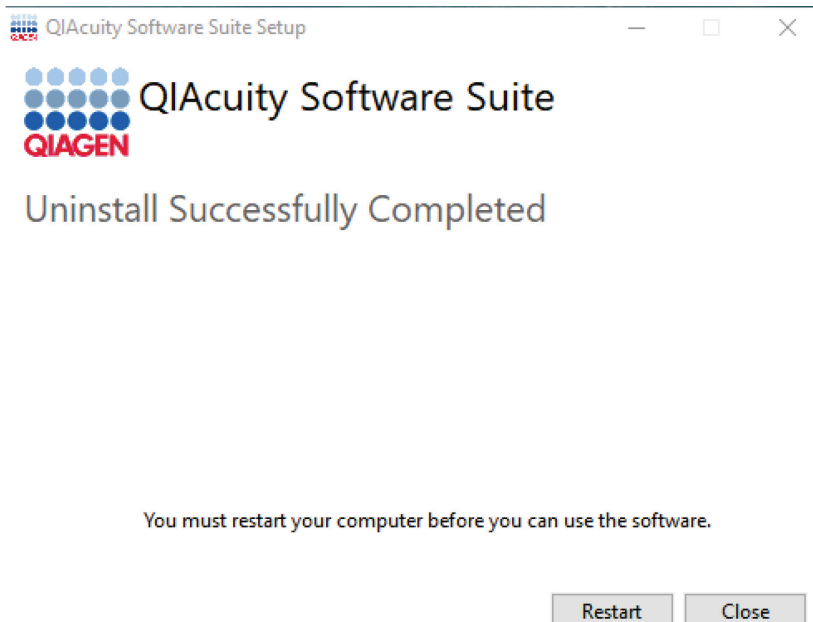 QIAcuity Software Suite Setup
QIAcuity Software Suite
QIAGEN
Uninstall Successfully Completed
You must restart your computer before you can use the software.
Restart Close